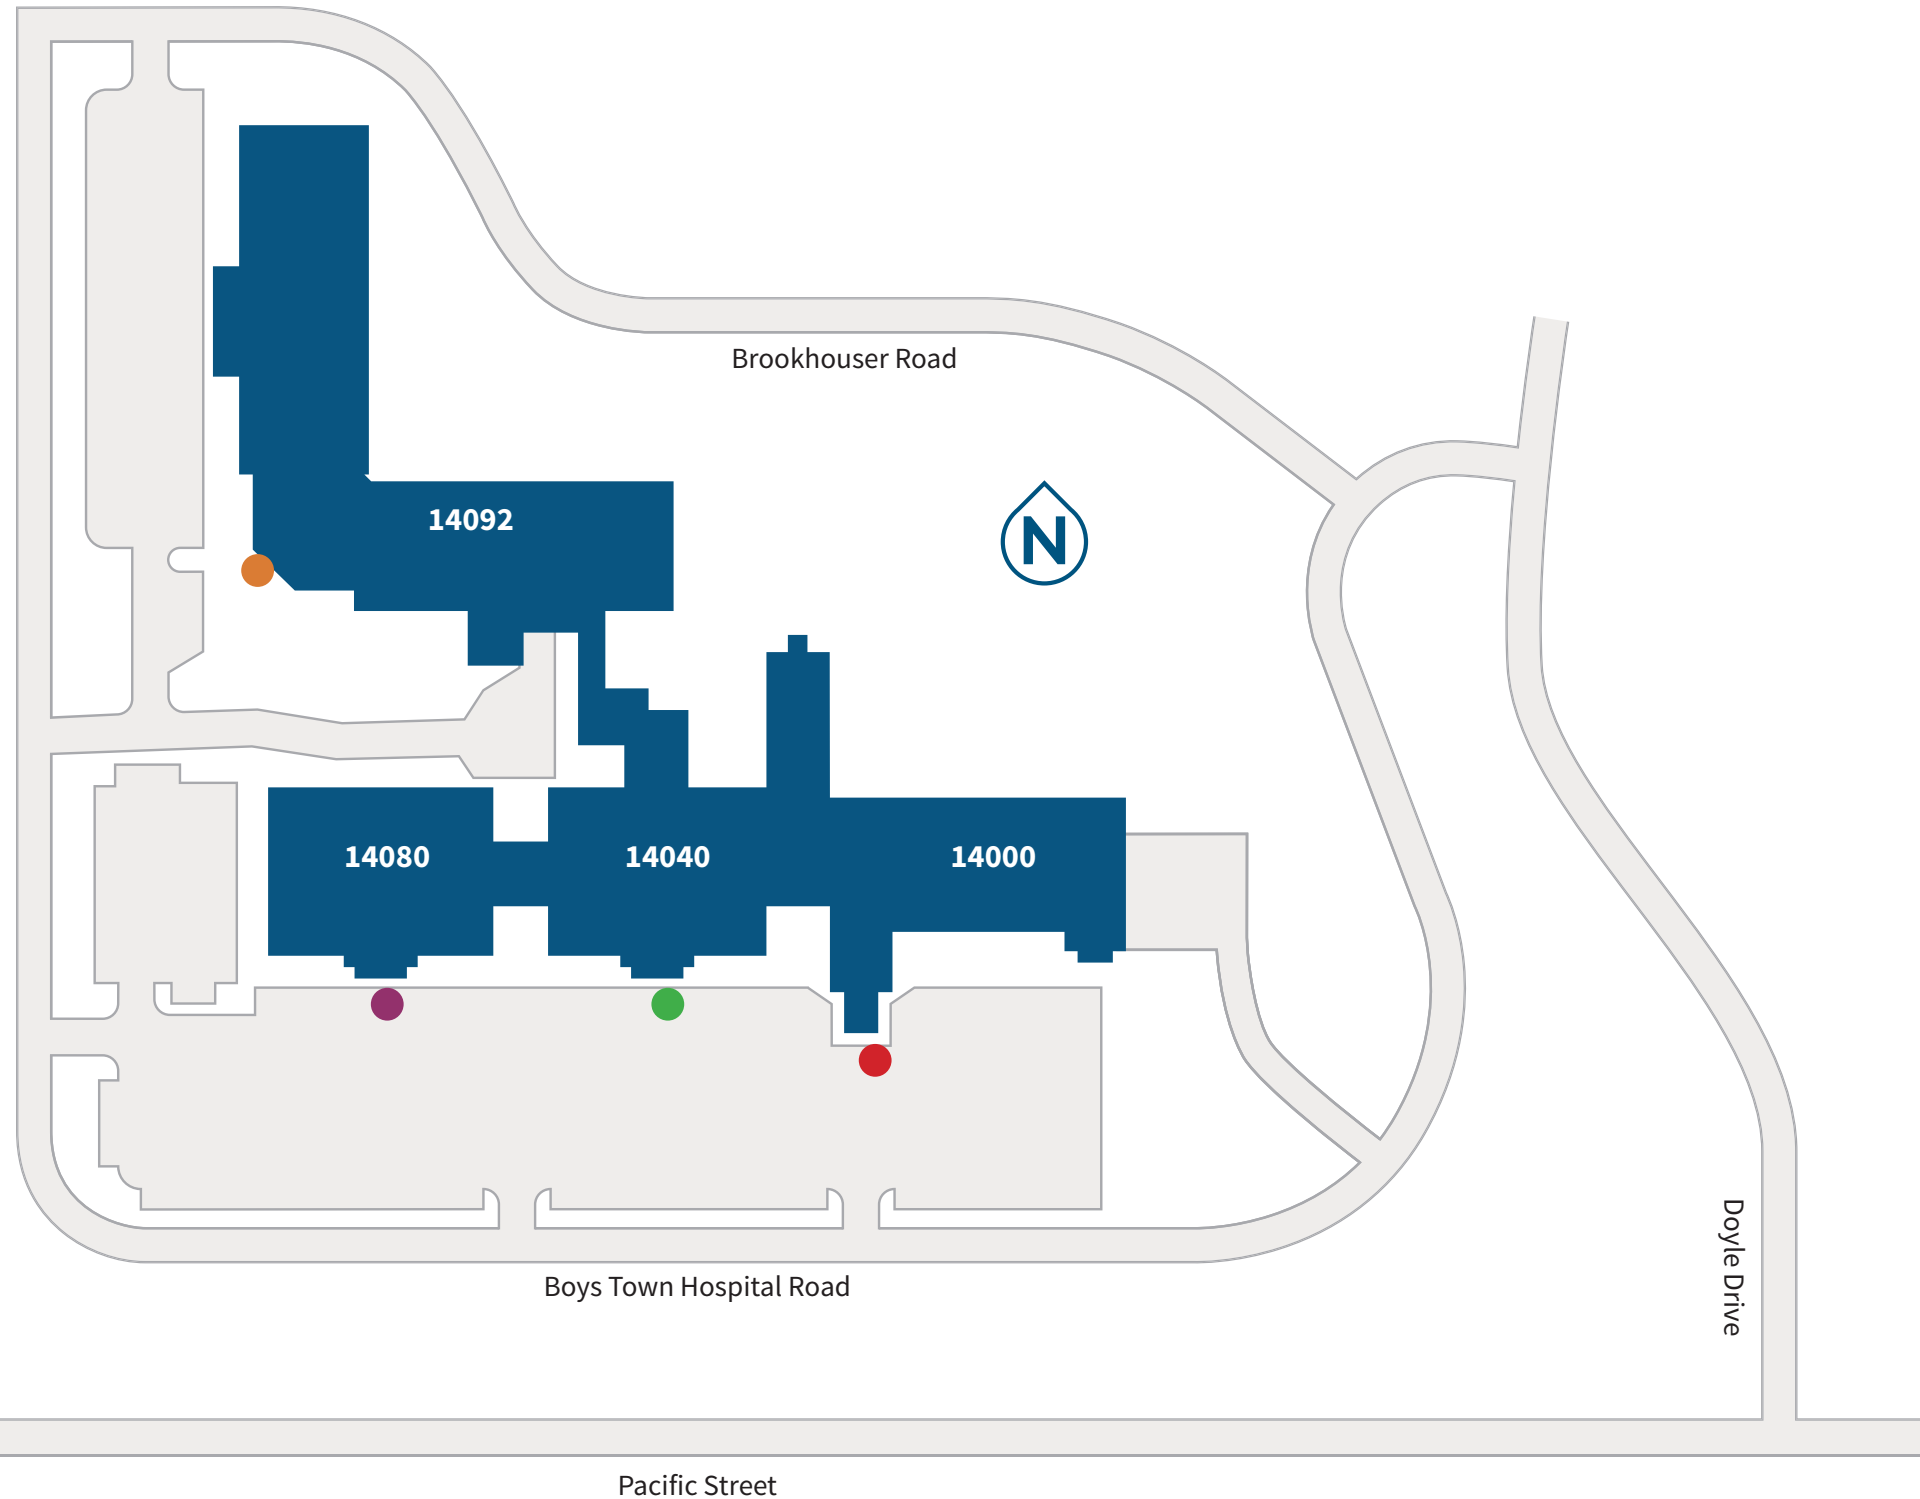 Brookhouser Road
14092
N
14080
14040
14000
Doyle Drive
Boys Town Hospital Road
Pacific Street